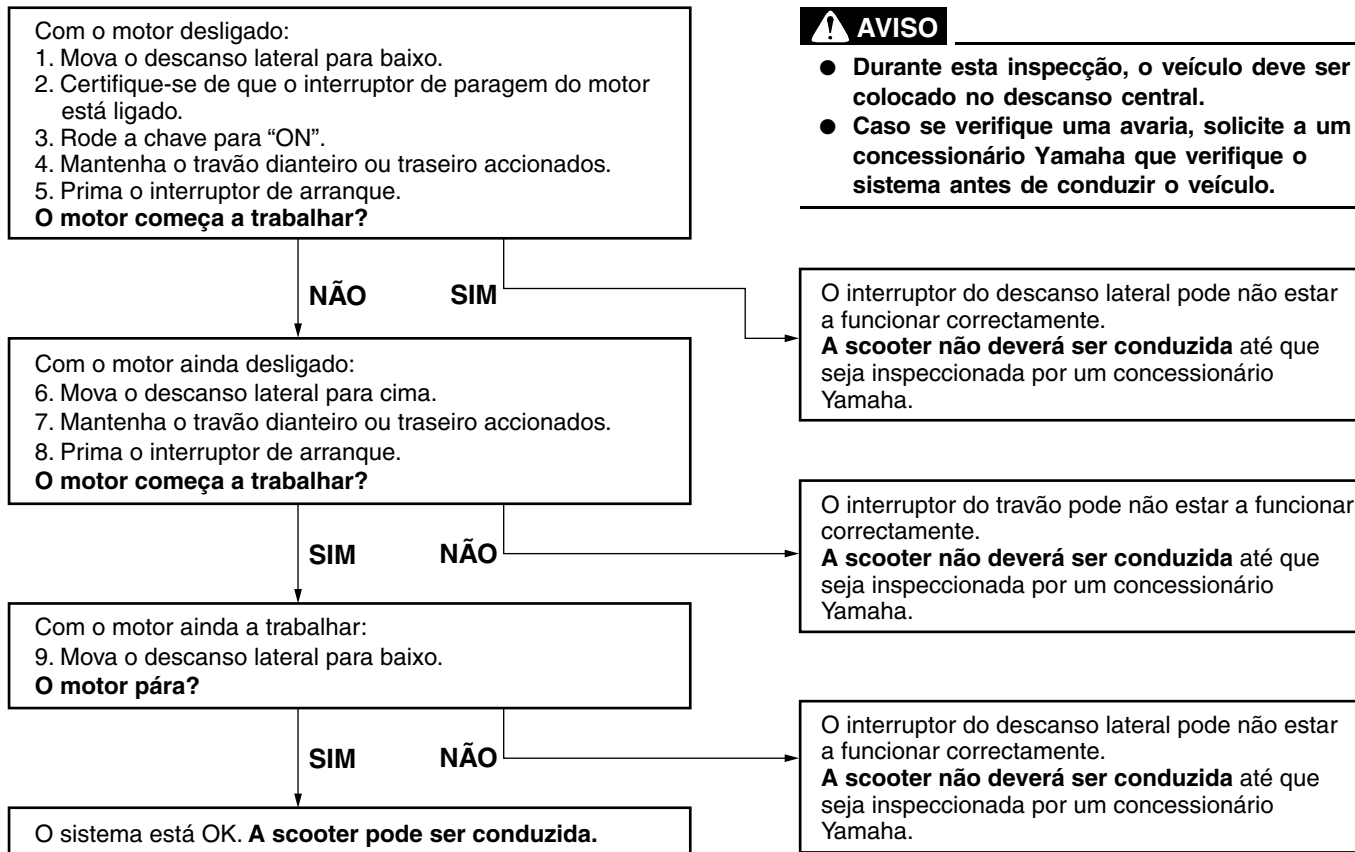 Com o motor desligado:
1. Mova o descanso lateral para baixo.
2. Certifique-se de que o interruptor de paragem do motor
está ligado.
3. Rode a chave para “ON”.
4. Mantenha o travão dianteiro ou traseiro accionados.
5. Prima o interruptor de arranque.
O motor começa a trabalhar?
AVISO
● Durante esta inspecção, o veículo deve ser
colocado no descanso central.
● Caso se verifique uma avaria, solicite a um
concessionário Yamaha que verifique o
sistema antes de conduzir o veículo.
NÃO
SIM
O interruptor do descanso lateral pode não estar
a funcionar correctamente.
A scooter não deverá ser conduzida até que
seja inspeccionada por um concessionário
Yamaha.
Com o motor ainda desligado:
6. Mova o descanso lateral para cima.
7. Mantenha o travão dianteiro ou traseiro accionados.
8. Prima o interruptor de arranque.
O motor começa a trabalhar?
SIM
NÃO
O interruptor do travão pode não estar a funcionar
correctamente.
A scooter não deverá ser conduzida até que
seja inspeccionada por um concessionário
Yamaha.
Com o motor ainda a trabalhar:
9. Mova o descanso lateral para baixo.
O motor pára?
SIM
NÃO
O interruptor do descanso lateral pode não estar
a funcionar correctamente.
A scooter não deverá ser conduzida até que
seja inspeccionada por um concessionário
Yamaha.
O sistema está OK. A scooter pode ser conduzida.